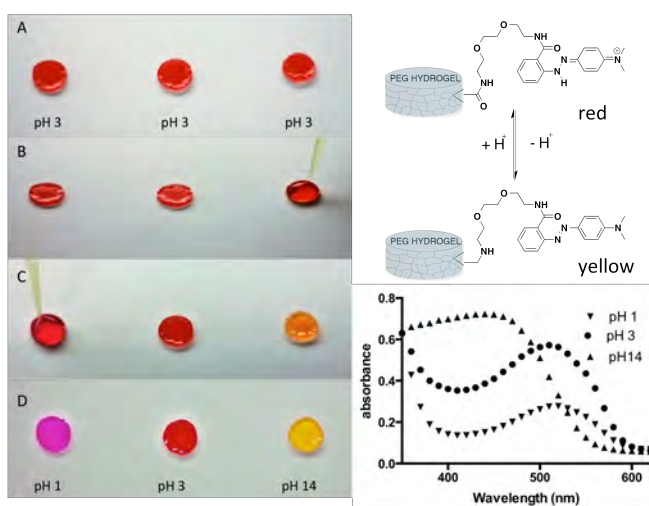 A
pH 3 pH 3 pH 3
B
C
D
pH 1 pH 3 pH 14
O
O
NH
O
NH
O
N
N
H
N
+
PEG HYDROGEL
red
+ H+ - H+
O
O
NH
O
NH
N
N
N
PEG HYDROGEL
yellow
0.8
0.6
0.4
0.2
0.0
absorbance
pH 1
pH 3
pH14
400 500 600
Wavelength (nm)